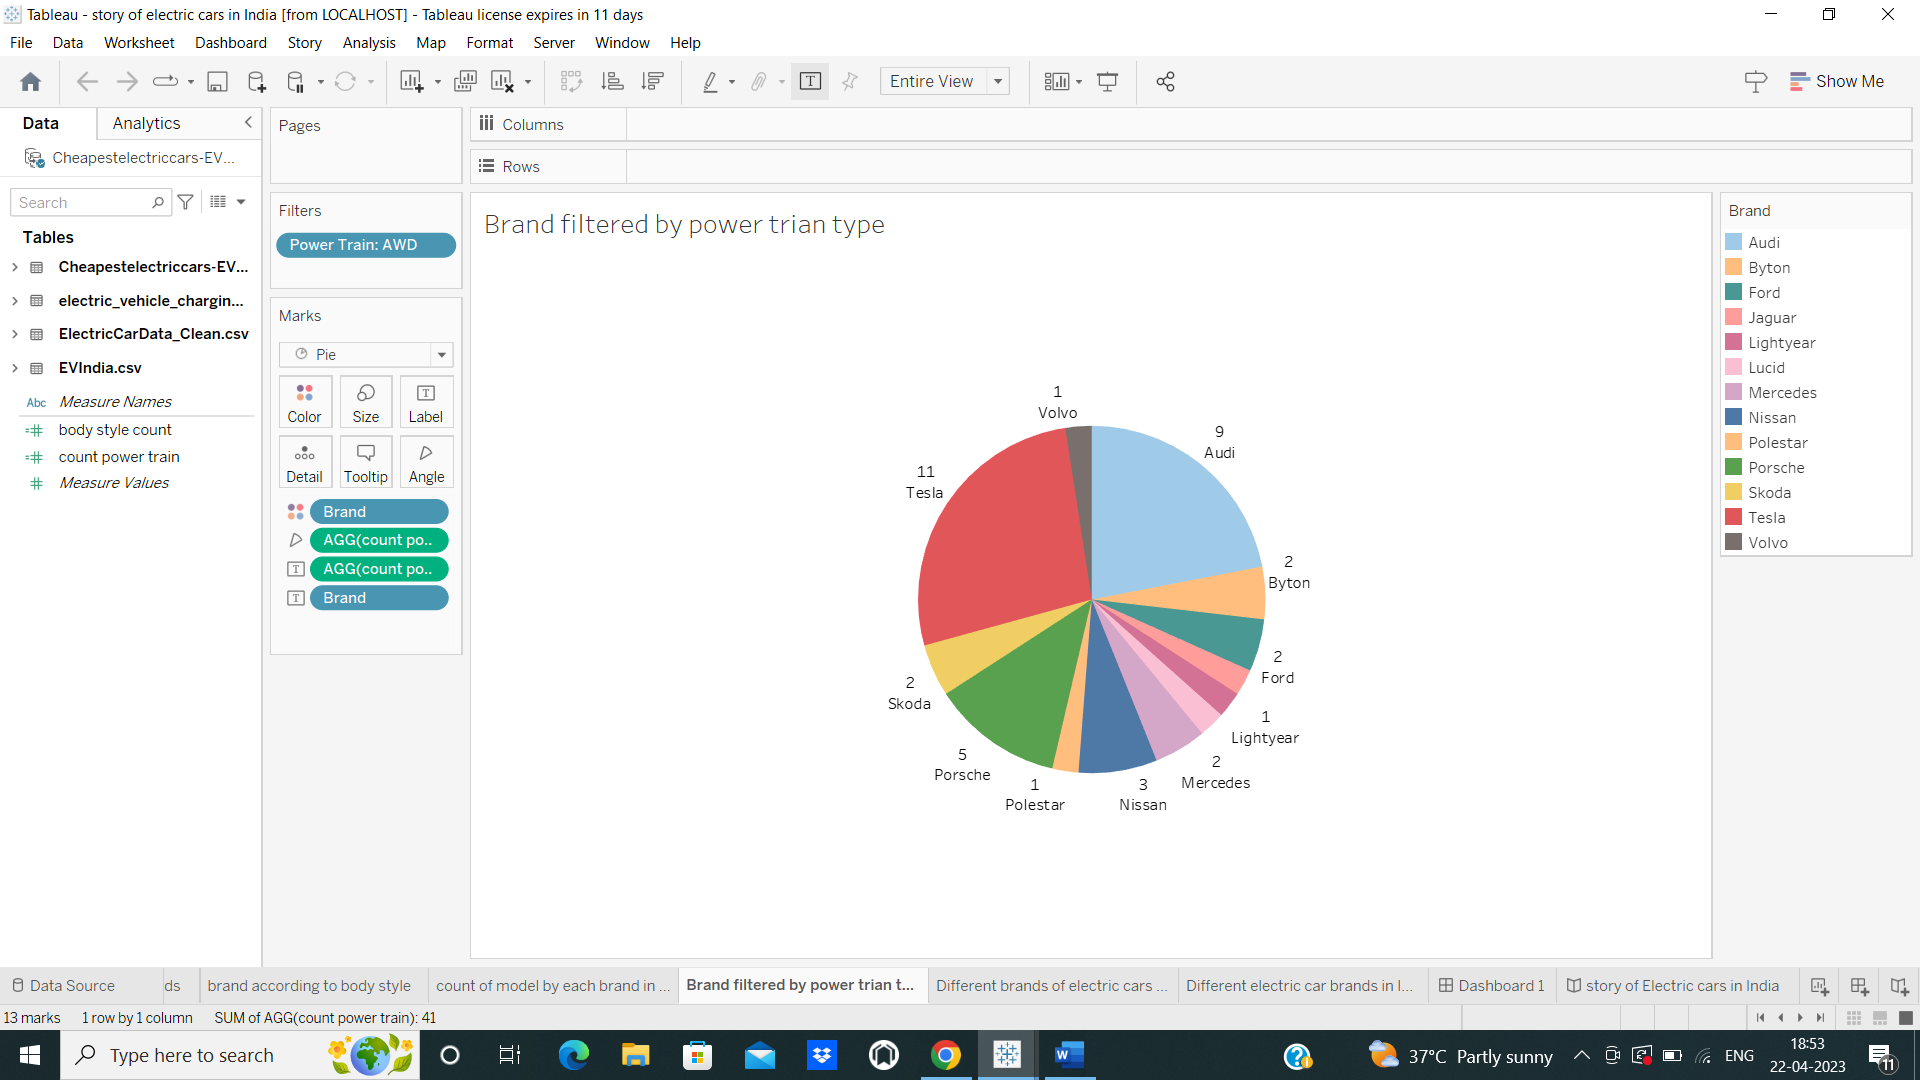 Tableau - story of electric cars in India [from LOCALHOST] - Tableau license expires in 11 days
File Data Worksheet Dashboard Story Analysis Map Format Server Window Help
Entire View
Show Me
Data Analytics
Cheapestelectriccars-EV...
Search
Tables
Cheapestelectriccars-EV...
electric_vehicle_chargin...
ElectricCarData_Clean.csv
EVIndia.csv
Abc Measure Names
body style count
count power train
Measure Values
Pages
Filters
Power Train: AWD
Marks
Pie
Color Size Label
Detail Tooltip Angle
Brand
AGG(count po..
AGG(count po..
Brand
Columns
Rows
Brand filtered by power trian type
1
Volvo
9
Audi
11
Tesla
2
Byton
2
Ford
2
Skoda
1
Lightyear
5
Porsche
2
Mercedes
1
Polestar
3
Nissan
Brand
Audi
Byton
Ford
Jaguar
Lightyear
Lucid
Mercedes
Nissan
Polestar
Porsche
Skoda
Tesla
Volvo
Data Source ds brand according to body style count of model by each brand in ... Brand filtered by power trian t... Different brands of electric cars ... Different electric car brands in I... Dashboard 1 story of Electric cars in India
13 marks 1 row by 1 column SUM of AGG(count power train): 41
Type here to search
37°C Partly sunny
ENG
18:53
22-04-2023
11